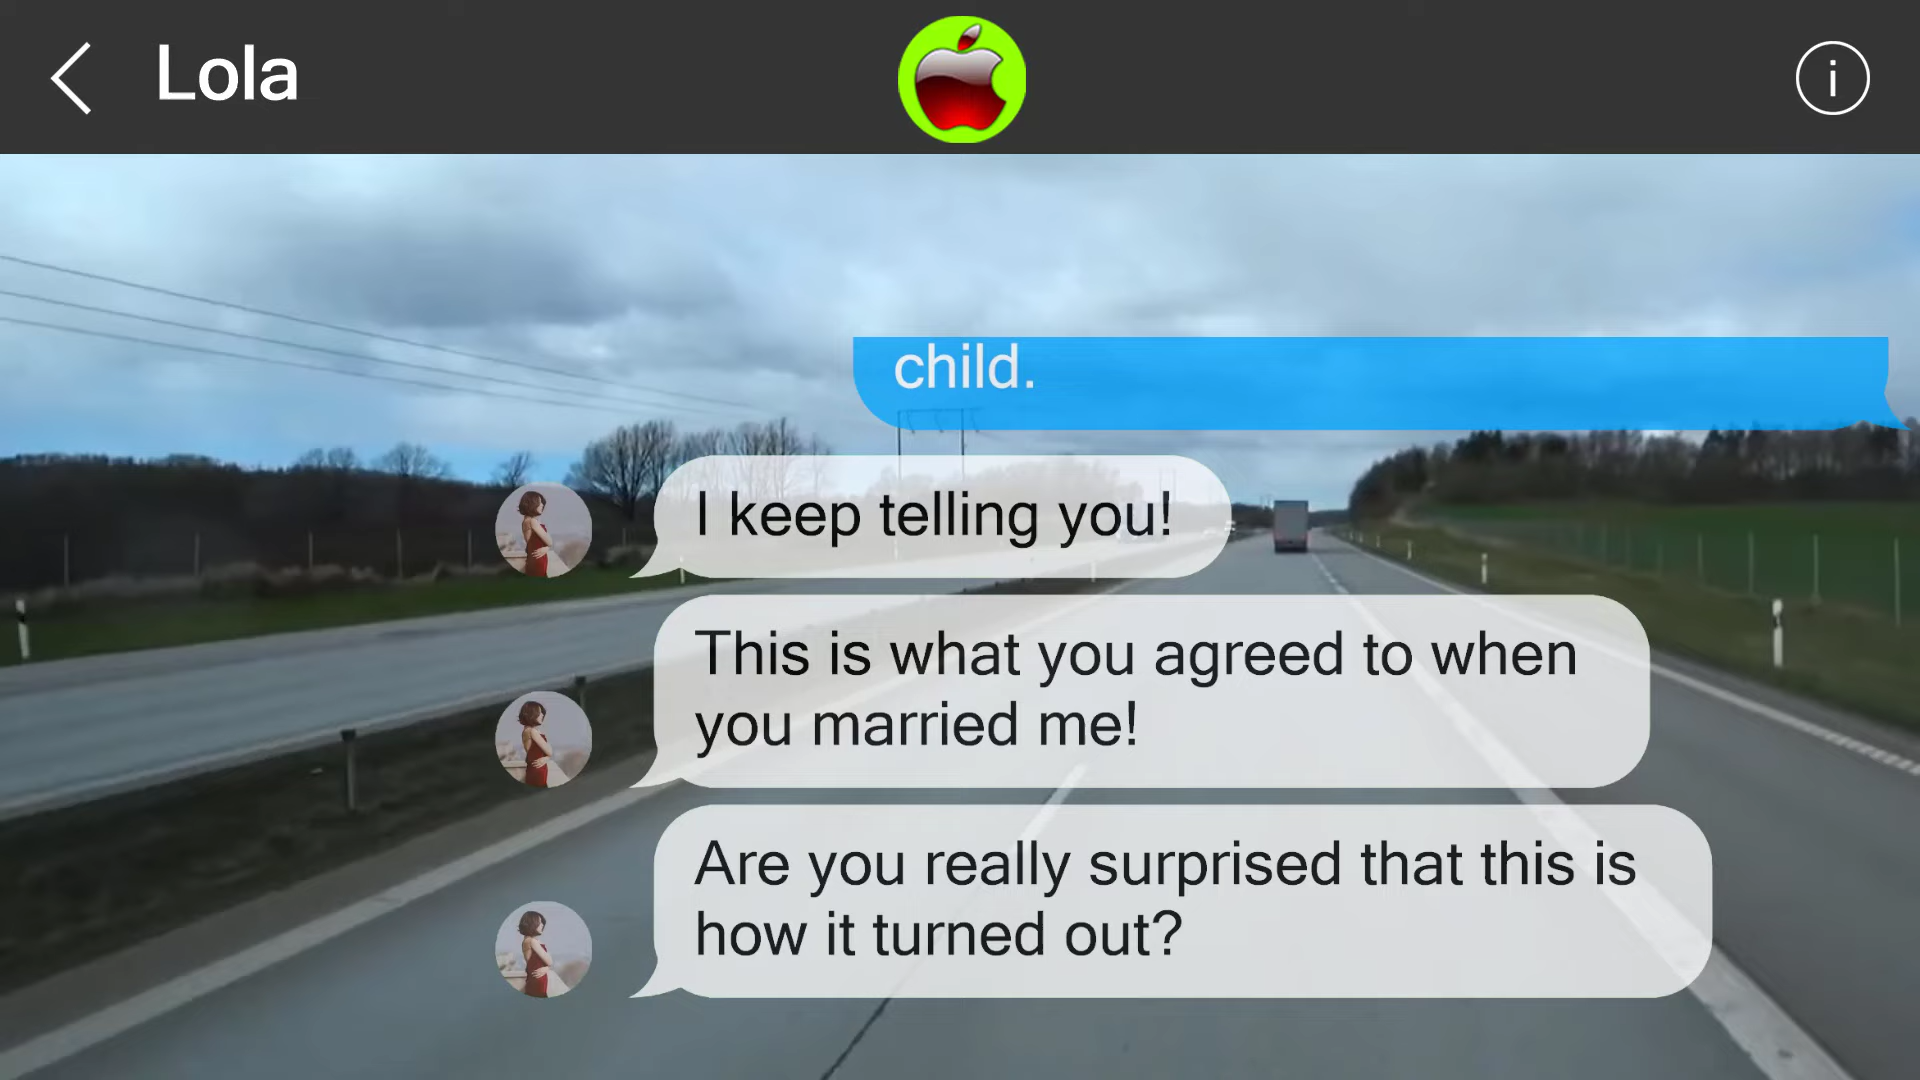 Lola
child.
I keep telling you!
This is what you agreed to when
you married me!
Are you really surprised that this is
how it turned out?